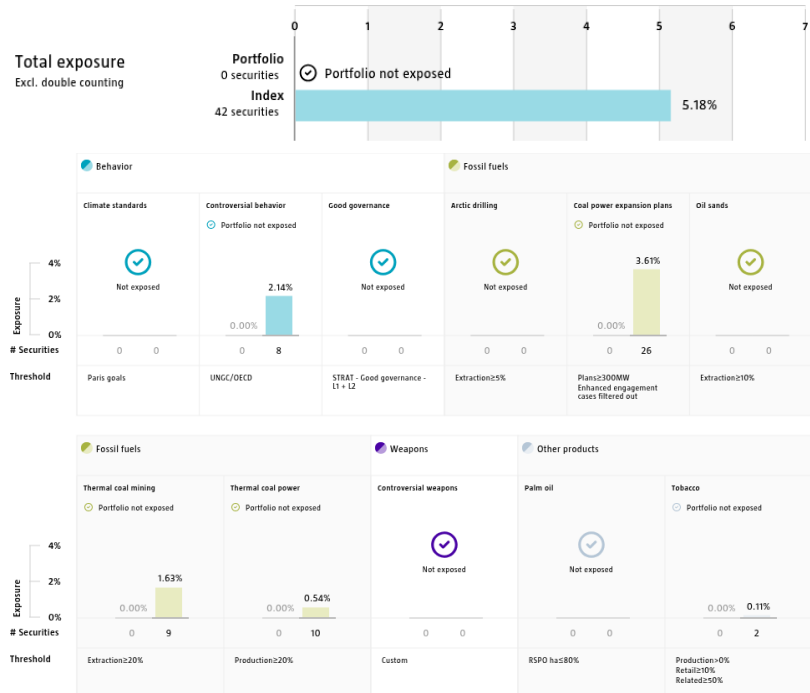 0 1 2 3 4 5 6 7
Total exposure
Excl. double counting
Portfolio
0 securities
Portfolio not exposed
Index
42 securities
5.18%
Behavior
Fossil fuels
Climate standards
Controversial behavior
Good governance
Arctic drilling
Coal power expansion plans
Oil sands
Portfolio not exposed
Portfolio not exposed
Exposure
4%
2%
0%
Not exposed
0.00%
2.14%
Not exposed
Not exposed
0.00%
3.61%
Not exposed
# Securities
0 0
0 8
0 0
0 0
0 26
0 0
Threshold
Paris goals
UNGC/OECD
STRAT - Good governance -
L1 + L2
Extraction≥5%
Plans≥300MW
Enhanced engagement
cases filtered out
Extraction≥10%
Fossil fuels
Weapons
Other products
Thermal coal mining
Thermal coal power
Controversial weapons
Palm oil
Tobacco
Portfolio not exposed
Portfolio not exposed
Portfolio not exposed
Exposure
4%
2%
0%
0.00%
1.63%
0.00%
0.54%
Not exposed
Not exposed
0.00%
0.11%
# Securities
0 9
0 10
0 0
0 0
0 2
Threshold
Extraction≥20%
Production≥20%
Custom
RSPO ha≤80%
Production>0%
Retail≥10%
Related≥50%